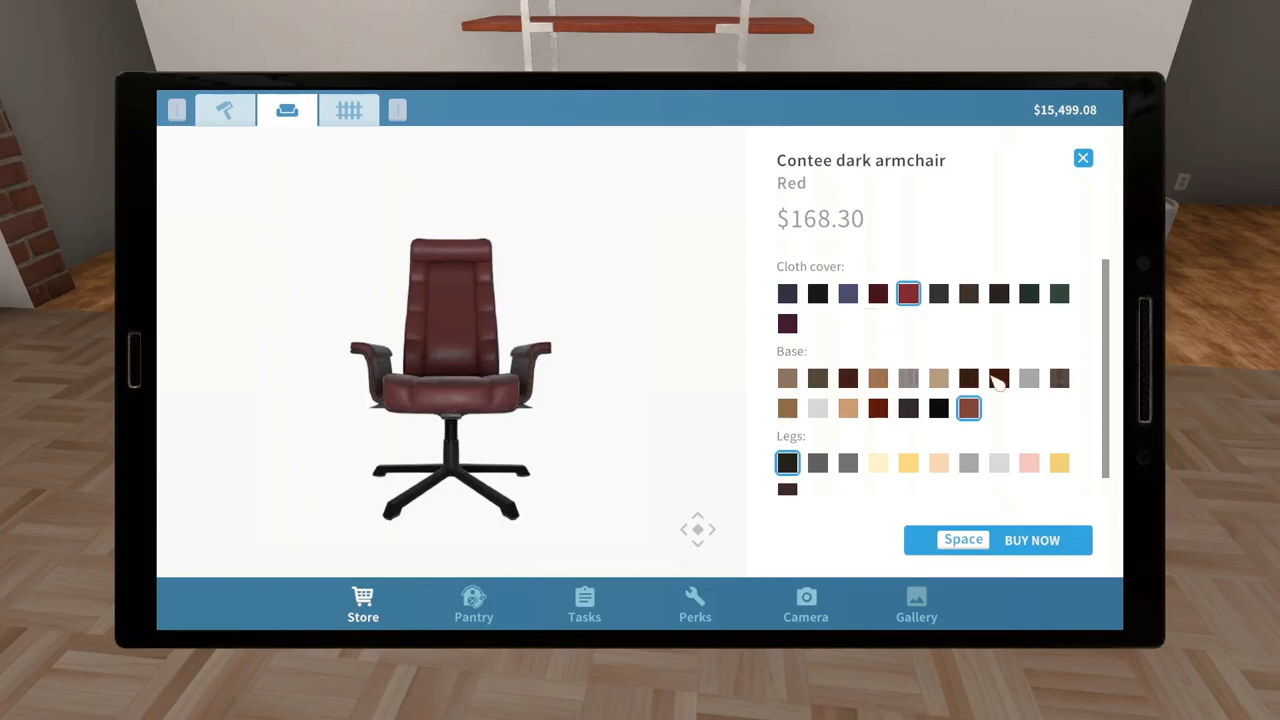 $15,499.08
Contee dark armchair
Red
$168.30
Cloth cover:
Base:
Legs:
Space BUY NOW
Store Pantry Tasks Perks Camera Gallery